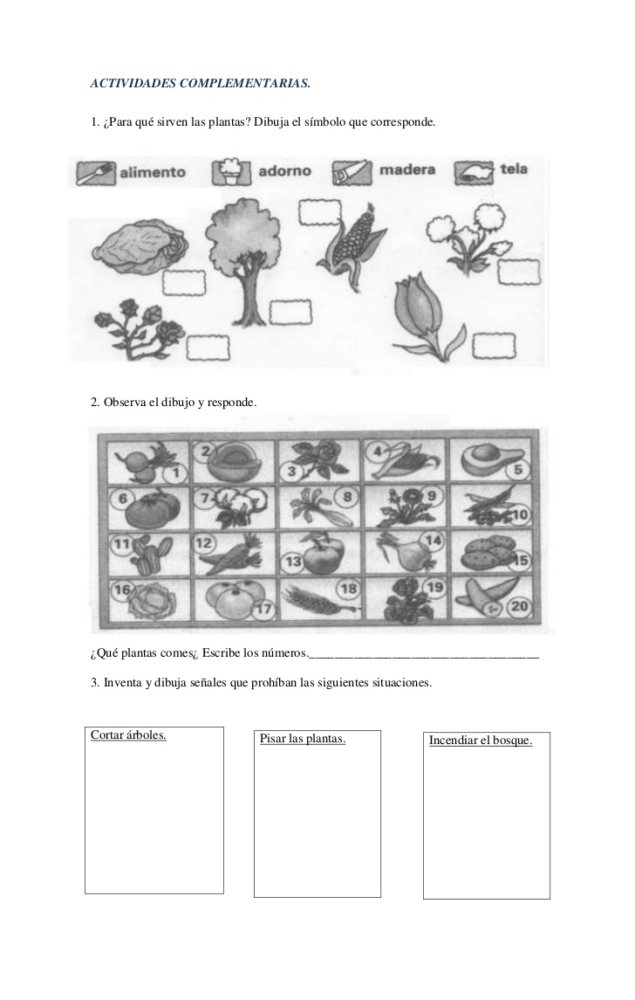 ACTIVIDADES COMPLEMENTARIAS.
1. ¿Para qué sirven las plantas? Dibuja el símbolo que corresponde.
alimento adorno madera tela
2. Observa el dibujo y responde.
1 2 3 4 5
6 7 8 9 10
11 12 13 14 15
16 17 18 19 20
¿Qué plantas comes¿ Escribe los números.____________________________________
3. Inventa y dibuja señales que prohíban las siguientes situaciones.
Cortar árboles. Pisar las plantas. Incendiar el bosque.